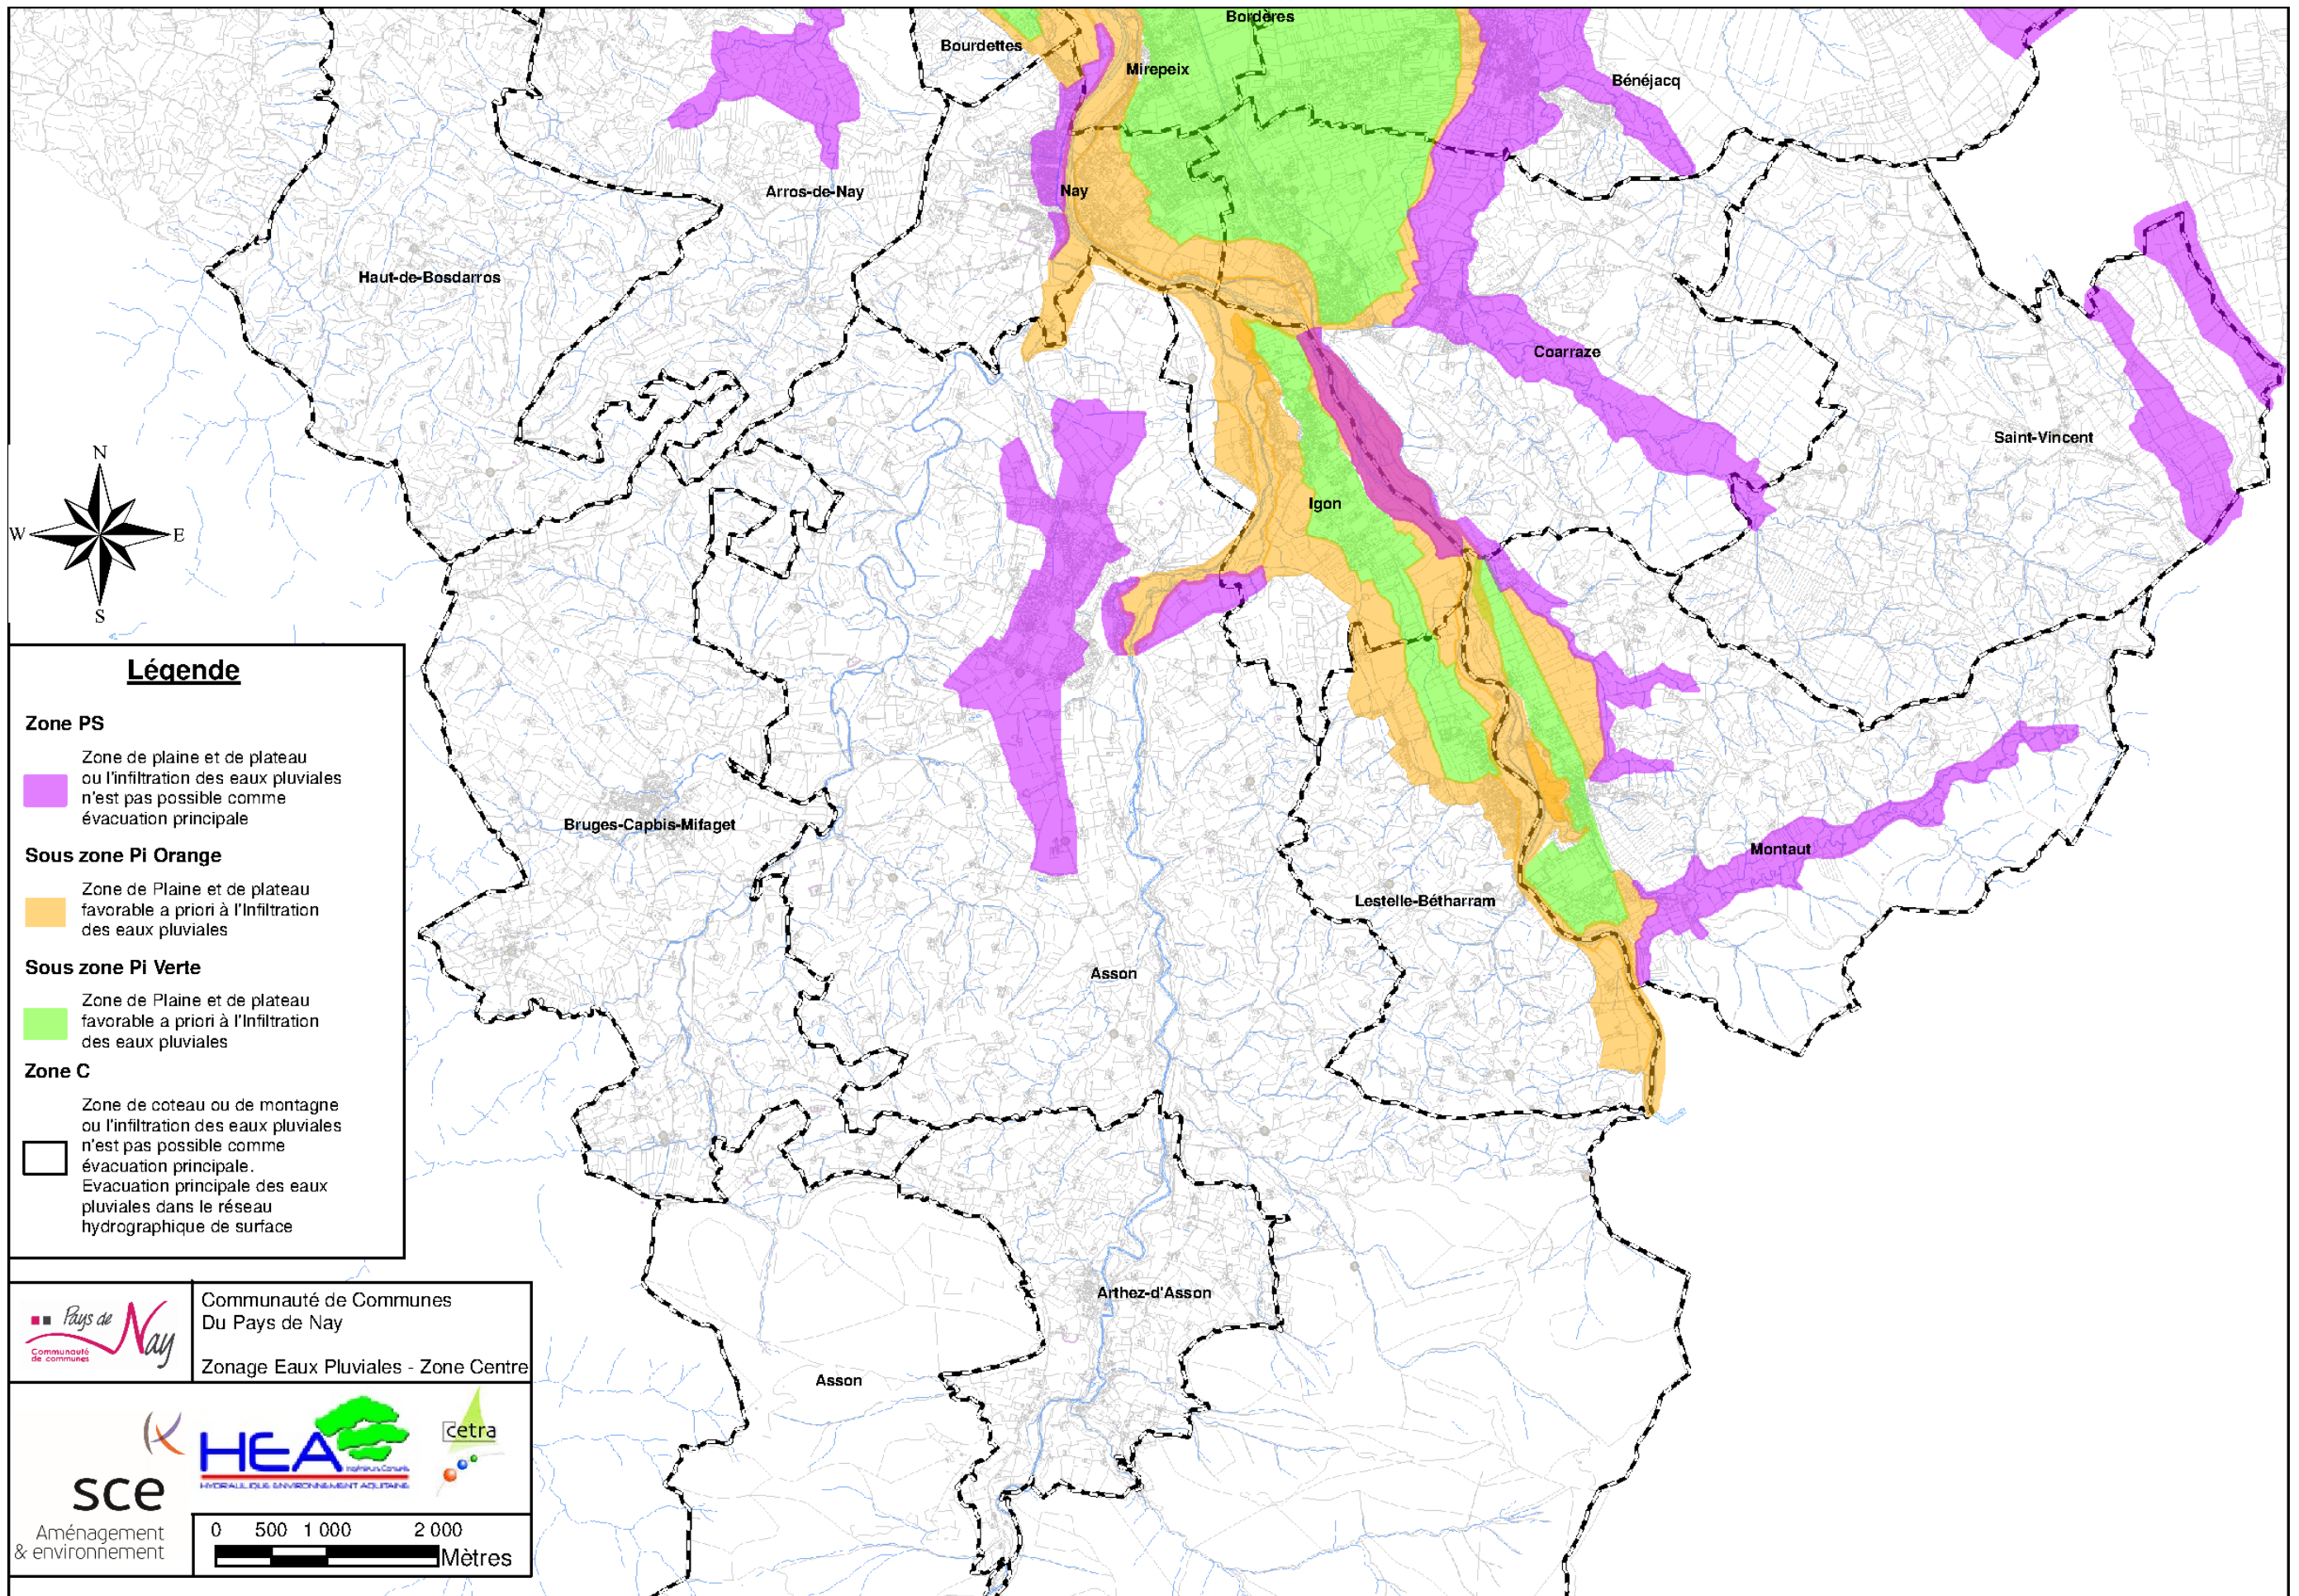 Bordères
Bourdettes
Mirepeix
Bénéjacq
Nay
Arros-de-Nay
Haut-de-Bosdarros
Coarraze
Saint-Vincent
Igon
N
W
E
S
Montaut
Bruges-Capbis-Mifaget
Lestelle-Bétharram
Asson
Arthez-d'Asson
Asson
Légende
Zone PS
Zone de plaine et de plateau
ou l'infiltration des eaux pluviales
n'est pas possible comme
évacuation principale
Sous zone Pi Orange
Zone de Plaine et de plateau
favorable a priori à l'Infiltration
des eaux pluviales
Sous zone Pi Verte
Zone de Plaine et de plateau
favorable a priori à l'Infiltration
des eaux pluviales
Zone C
Zone de coteau ou de montagne
ou l'infiltration des eaux pluviales
n'est pas possible comme
évacuation principale.
Evacuation principale des eaux
pluviales dans le réseau
hydrographique de surface
Pays de
Nay
Communauté
de communes
Communauté de Communes
Du Pays de Nay
Zonage Eaux Pluviales - Zone Centre
sce
Aménagement
& environnement
HEA
Ingénieurs Conseils
HYDRAULIQUE ENVIRONNEMENT AQUITAINE
cetra
0 500 1 000 2 000
Mètres